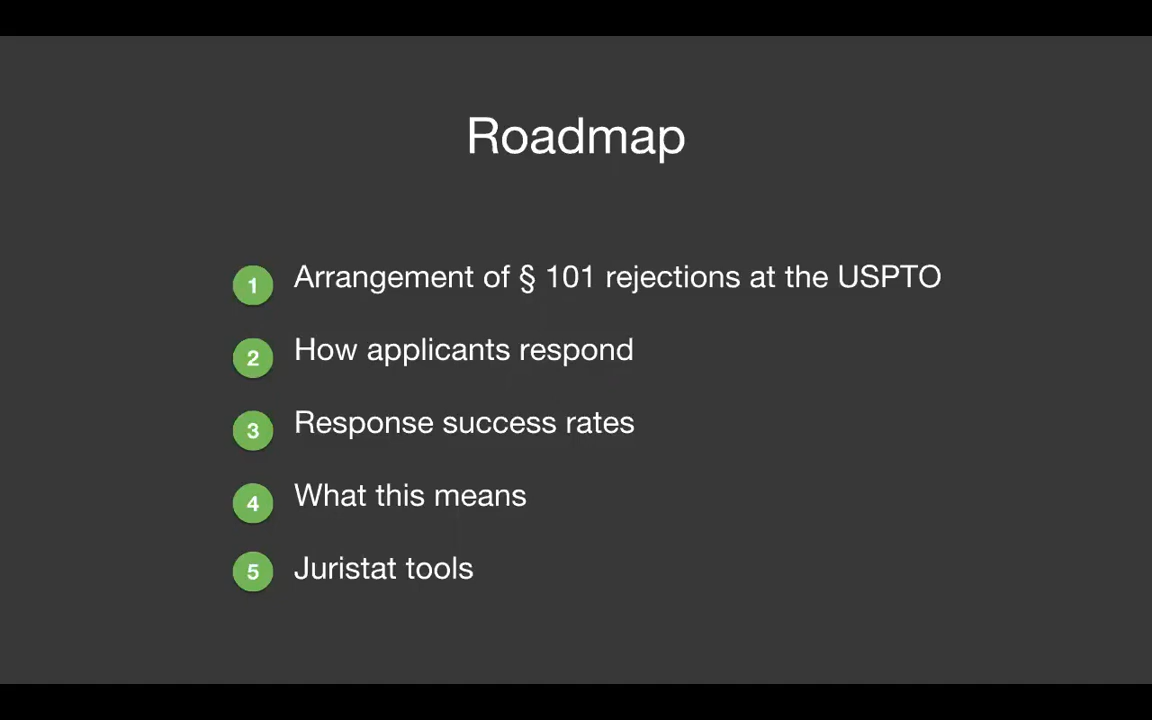 Roadmap
1 Arrangement of § 101 rejections at the USPTO
2 How applicants respond
3 Response success rates
4 What this means
5 Juristat tools